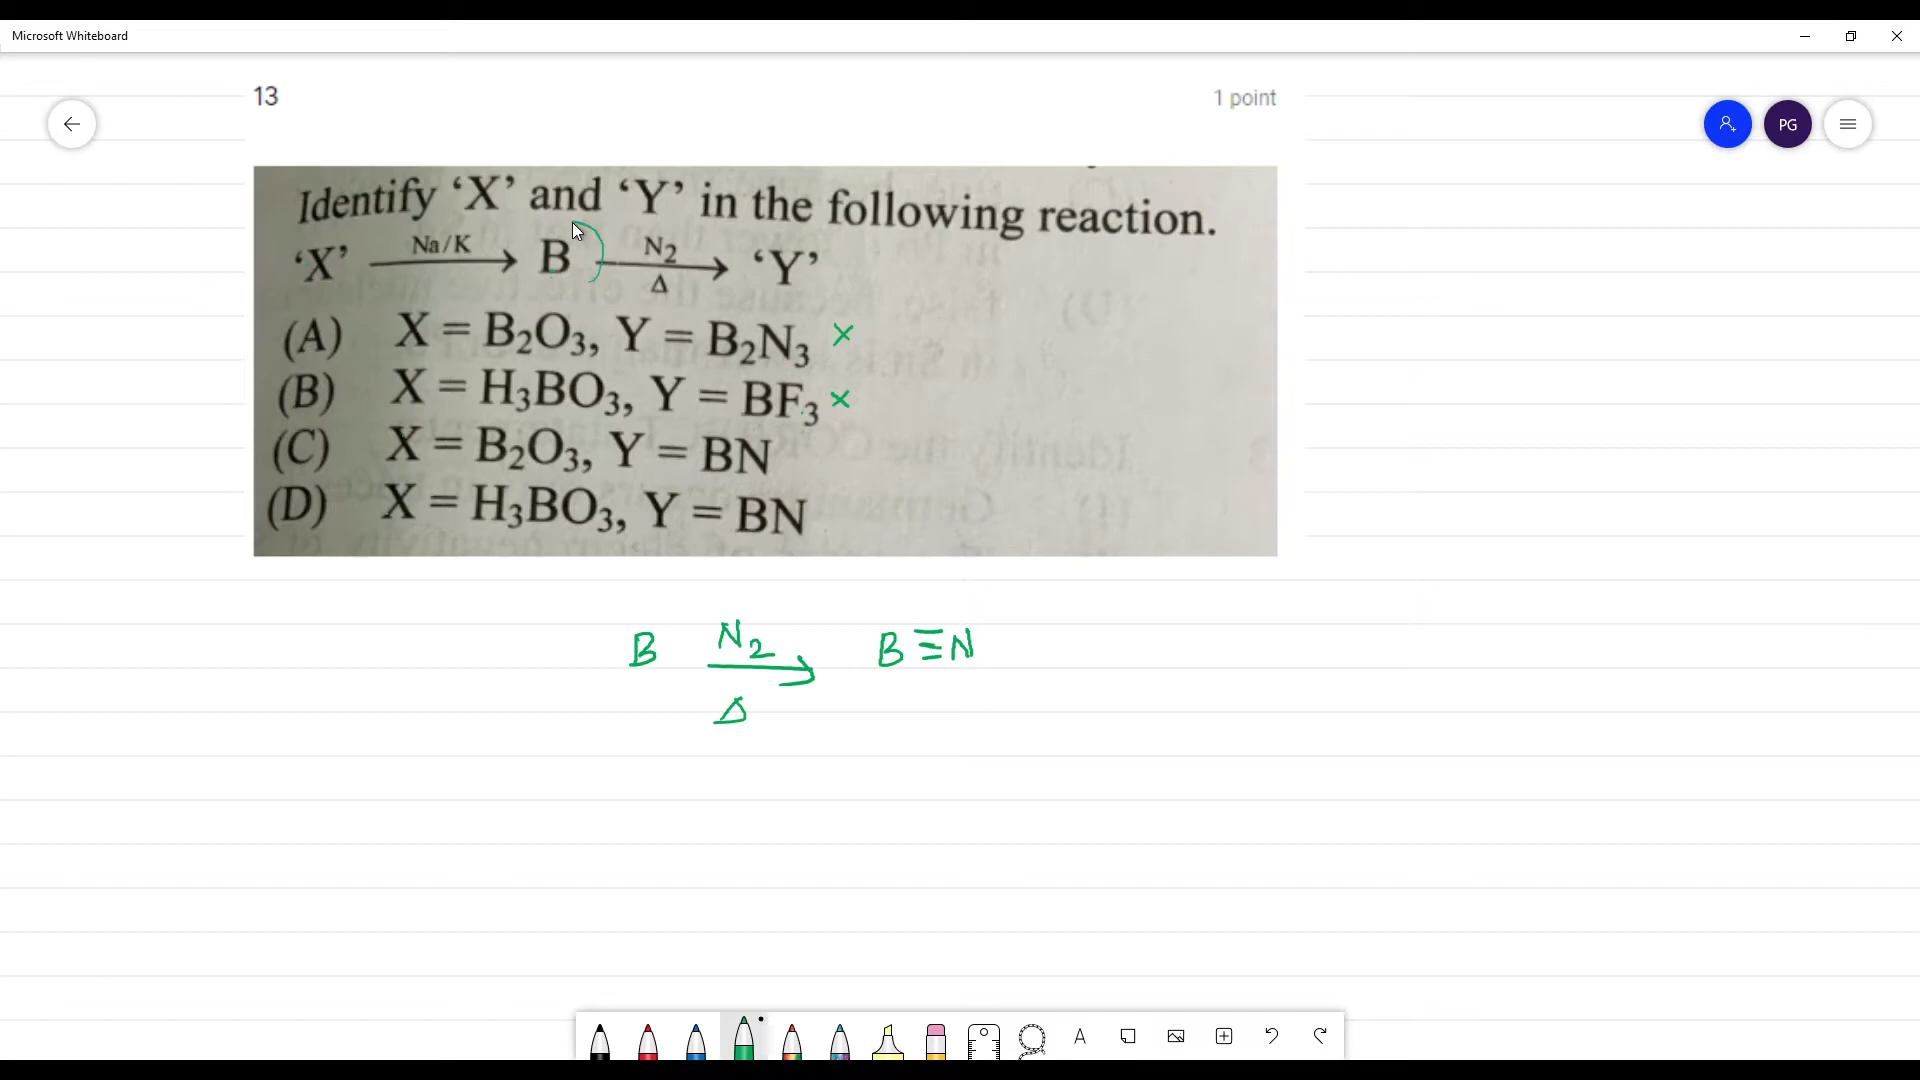 Microsoft Whiteboard
13
1 point
PG
Identify ‘X’ and ‘Y’ in the following reaction.
‘X’ Na/K → B N₂ Δ → ‘Y’
(A) X = B₂O₃, Y = B₂N₃ ×
(B) X = H₃BO₃, Y = BF₃ ×
(C) X = B₂O₃, Y = BN
(D) X = H₃BO₃, Y = BN
B N₂ → B≡N
Δ
A